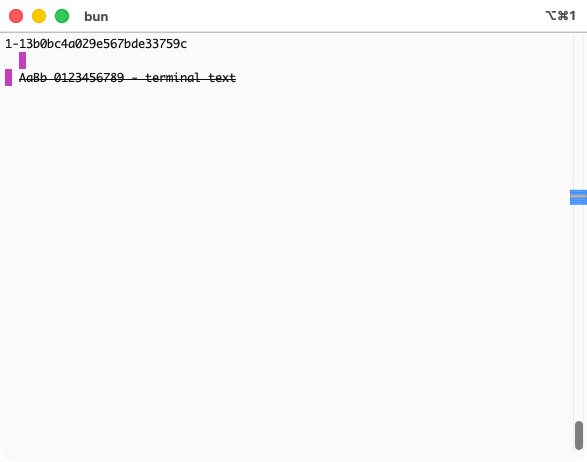 bun
⌥⌘1
1-13b0bc4a029e567bde33759c
AaBb 0123456789 - terminal text